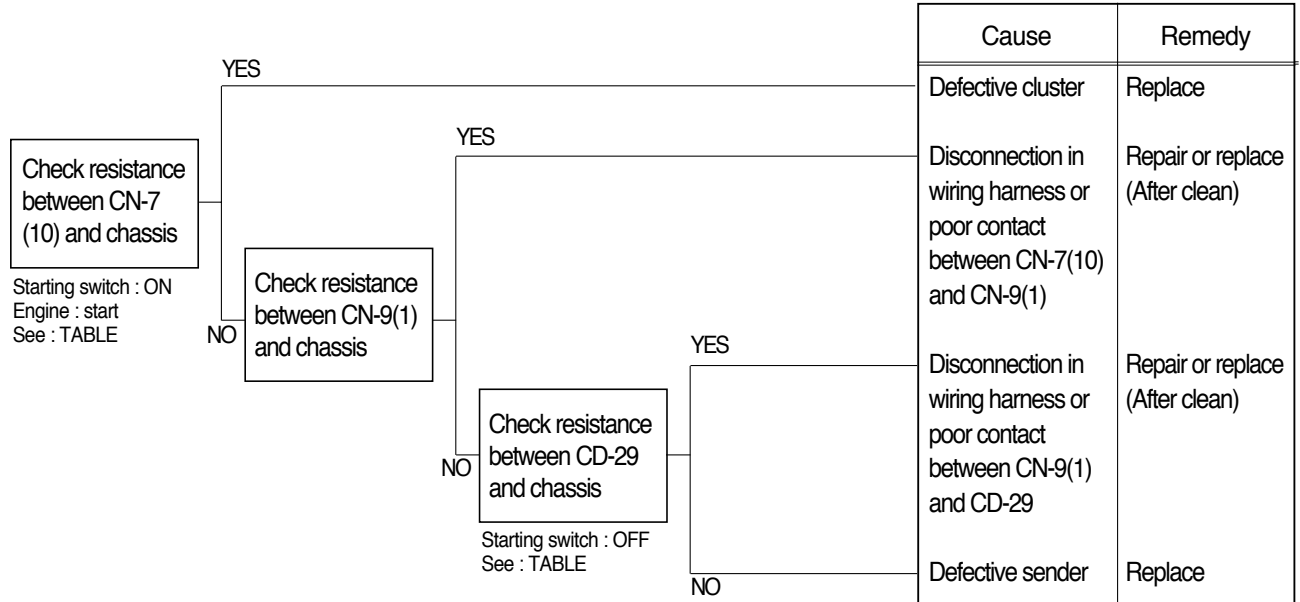 Cause
Remedy
YES
Defective cluster
Replace
YES
Check resistance
between CN-7
(10) and chassis
Starting switch : ON
Engine : start
See : TABLE
NO
Check resistance
between CN-9(1)
and chassis
Disconnection in
wiring harness or
poor contact
between CN-7(10)
and CN-9(1)
Repair or replace
(After clean)
YES
NO
Check resistance
between CD-29
and chassis
Starting switch : OFF
See : TABLE
Disconnection in
wiring harness or
poor contact
between CN-9(1)
and CD-29
Repair or replace
(After clean)
NO
Defective sender
Replace